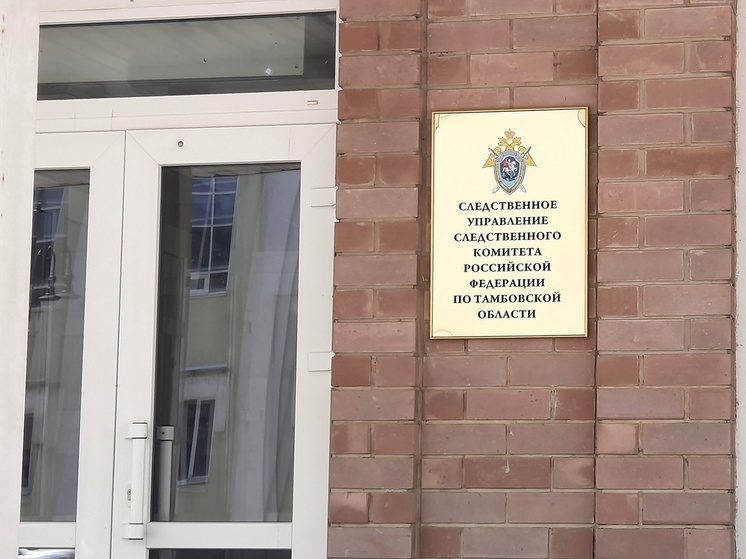 СЛЕДСТВЕННОЕ
УПРАВЛЕНИЕ
СЛЕДСТВЕННОГО
КОМИТЕТА
РОССИЙСКОЙ
ФЕДЕРАЦИИ
ПО ТАМБОВСКОЙ
ОБЛАСТИ